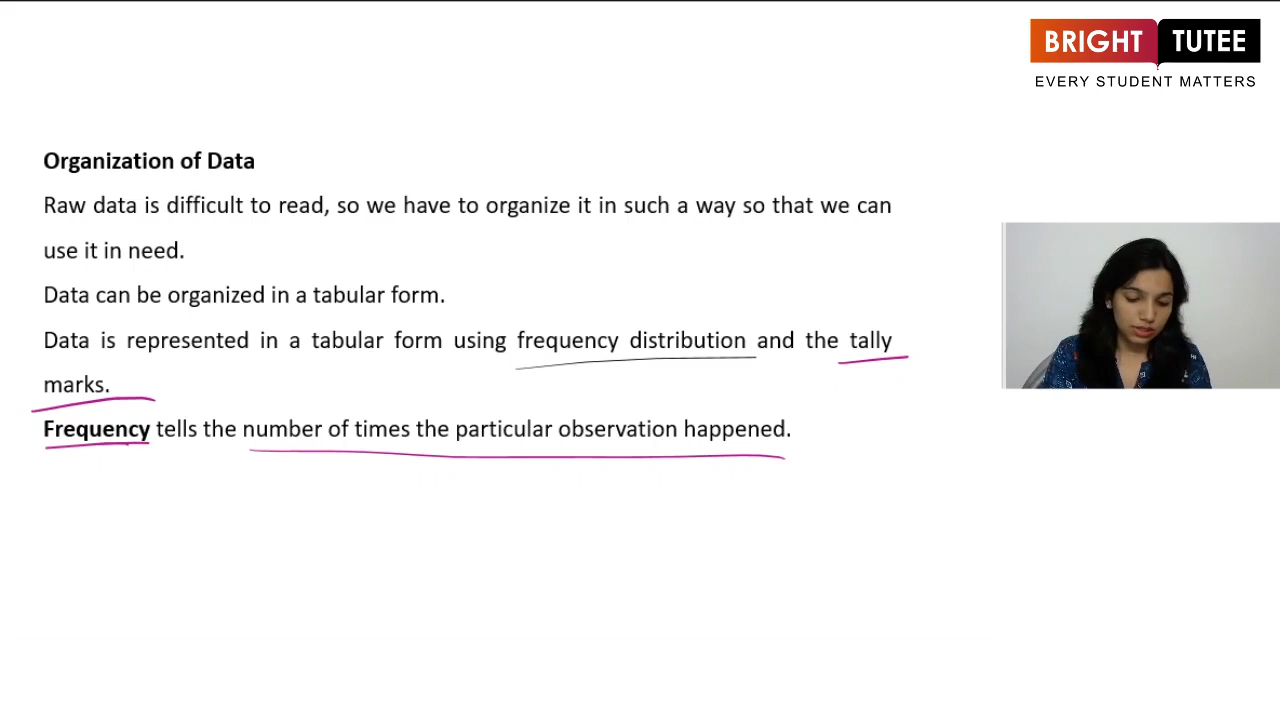 BRIGHT TUTEE
EVERY STUDENT MATTERS
Organization of Data
Raw data is difficult to read, so we have to organize it in such a way so that we can
use it in need.
Data can be organized in a tabular form.
Data is represented in a tabular form using frequency distribution and the tally
marks.
Frequency tells the number of times the particular observation happened.